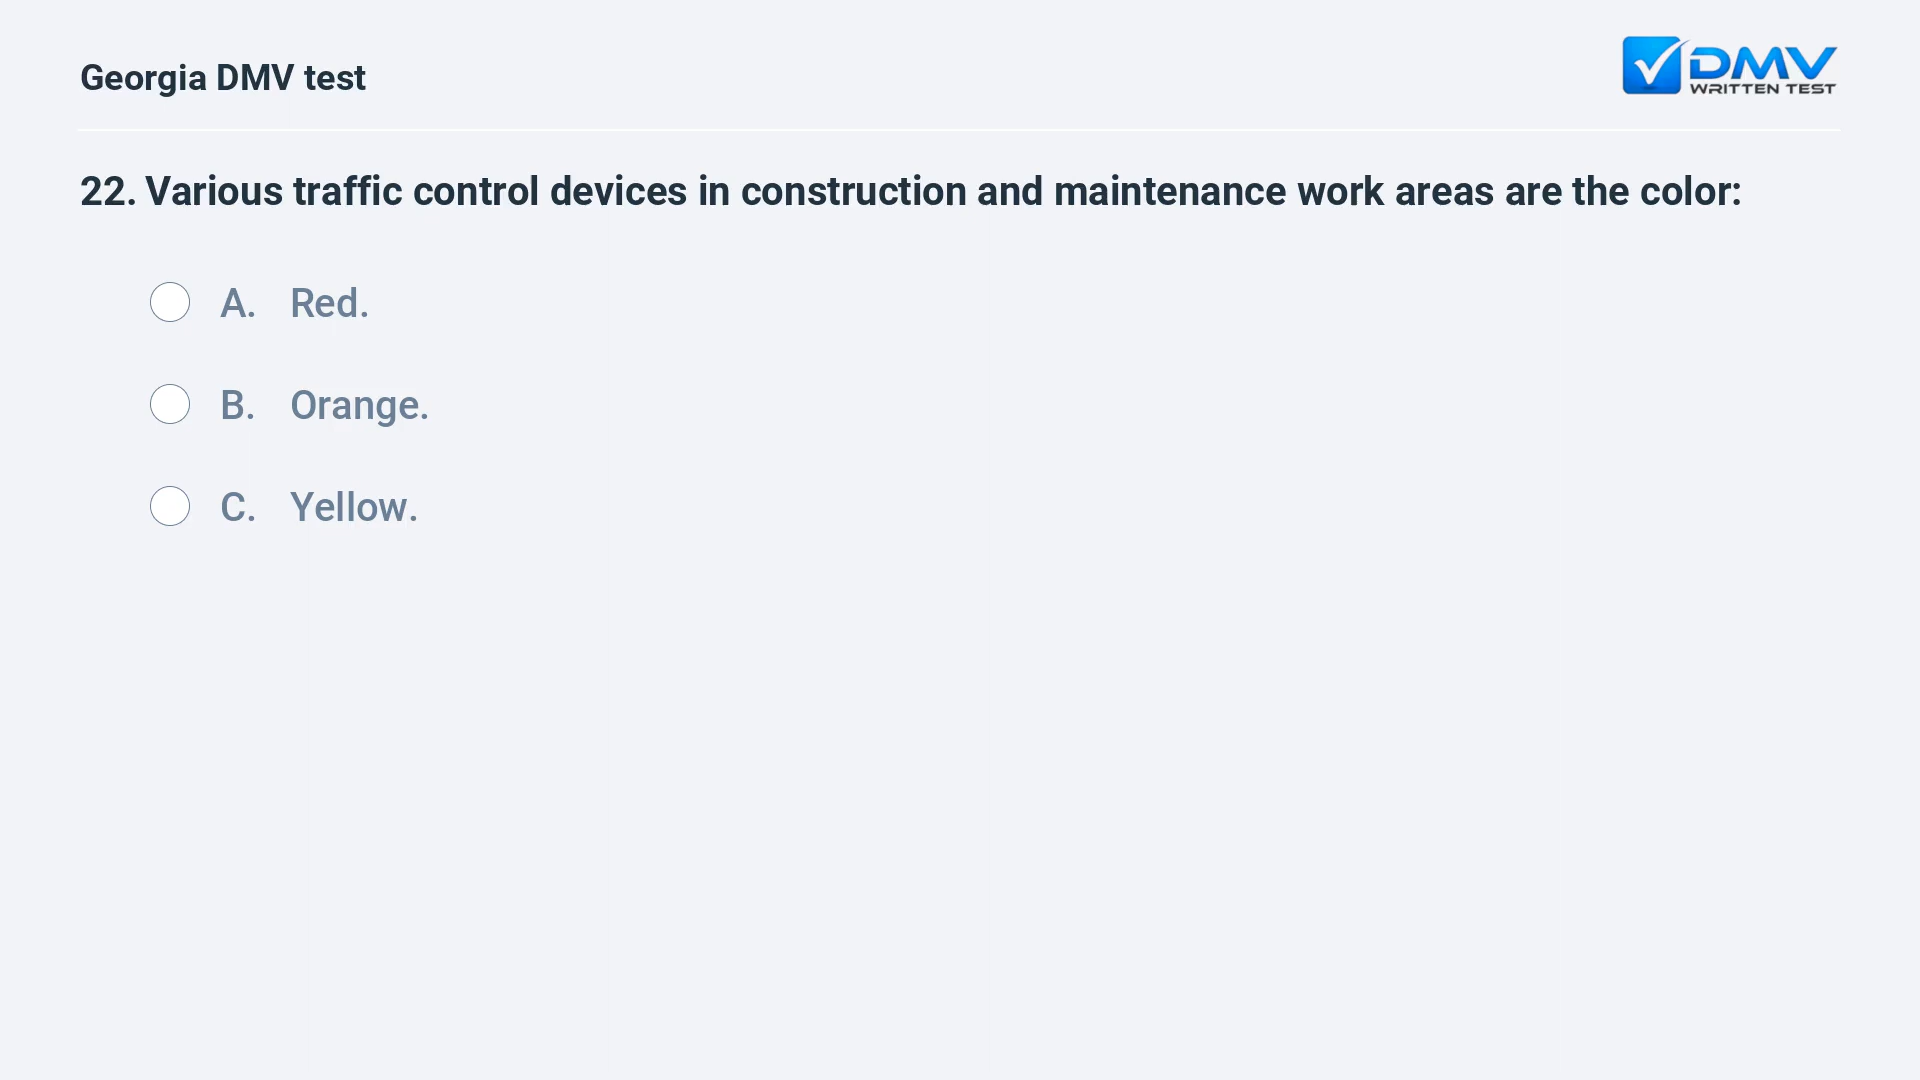 Georgia DMV test
DMV
WRITTEN TEST
22. Various traffic control devices in construction and maintenance work areas are the color:
A. Red.
B. Orange.
C. Yellow.